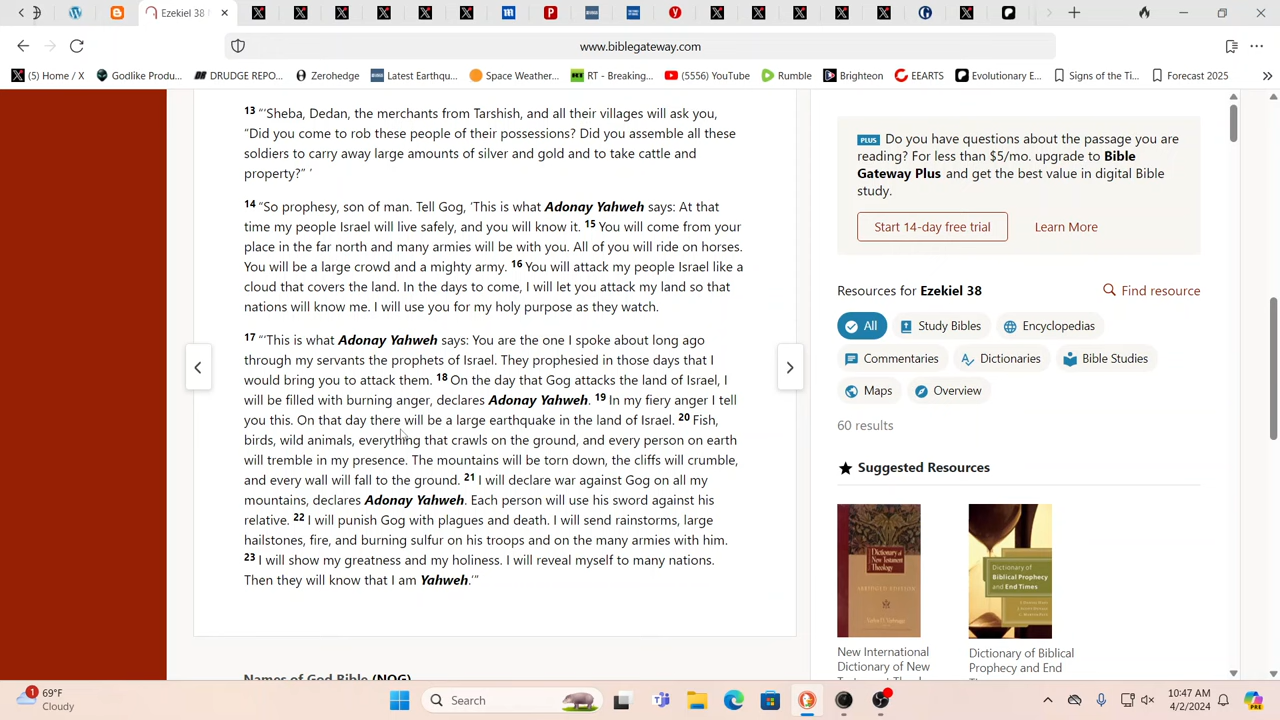 Ezekiel 38
www.biblegateway.com
(5) Home / X
Godlike Produ...
DRUDGE REPO...
Zerohedge
Latest Earthqu...
Space Weather...
RT - Breaking...
(5556) YouTube
Rumble
Brighteon
EEARTS
Evolutionary E...
Signs of the Ti...
Forecast 2025
13 “‘Sheba, Dedan, the merchants from Tarshish, and all their villages will ask you,
“Did you come to rob these people of their possessions? Did you assemble all these
soldiers to carry away large amounts of silver and gold and to take cattle and
property?” ’
14 “So prophesy, son of man. Tell Gog, ‘This is what Adonay Yahweh says: At that
time my people Israel will live safely, and you will know it. 15 You will come from your
place in the far north and many armies will be with you. All of you will ride on horses.
You will be a large crowd and a mighty army. 16 You will attack my people Israel like a
cloud that covers the land. In the days to come, I will let you attack my land so that
nations will know me. I will use you for my holy purpose as they watch.
17 “‘This is what Adonay Yahweh says: You are the one I spoke about long ago
through my servants the prophets of Israel. They prophesied in those days that I
would bring you to attack them. 18 On the day that Gog attacks the land of Israel, I
will be filled with burning anger, declares Adonay Yahweh. 19 In my fiery anger I tell
you this. On that day there will be a large earthquake in the land of Israel. 20 Fish,
birds, wild animals, everything that crawls on the ground, and every person on earth
will tremble in my presence. The mountains will be torn down, the cliffs will crumble,
and every wall will fall to the ground. 21 I will declare war against Gog on all my
mountains, declares Adonay Yahweh. Each person will use his sword against his
relative. 22 I will punish Gog with plagues and death. I will send rainstorms, large
hailstones, fire, and burning sulfur on his troops and on the many armies with him.
23 I will show my greatness and my holiness. I will reveal myself to many nations.
Then they will know that I am Yahweh.’”
Names of God Bible (NOG)
PLUS Do you have questions about the passage you are
reading? For less than $5/mo. upgrade to Bible
Gateway Plus and get the best value in digital Bible
study.
Start 14-day free trial
Learn More
Resources for Ezekiel 38
Find resource
All
Study Bibles
Encyclopedias
Commentaries
Dictionaries
Bible Studies
Maps
Overview
60 results
Suggested Resources
Dictionary of
New Testament
Theology
Dictionary of
Biblical Prophecy
and End Times
New International
Dictionary of New
Dictionary of Biblical
Prophecy and End
1
69°F
Cloudy
Search
10:47 AM
4/2/2024